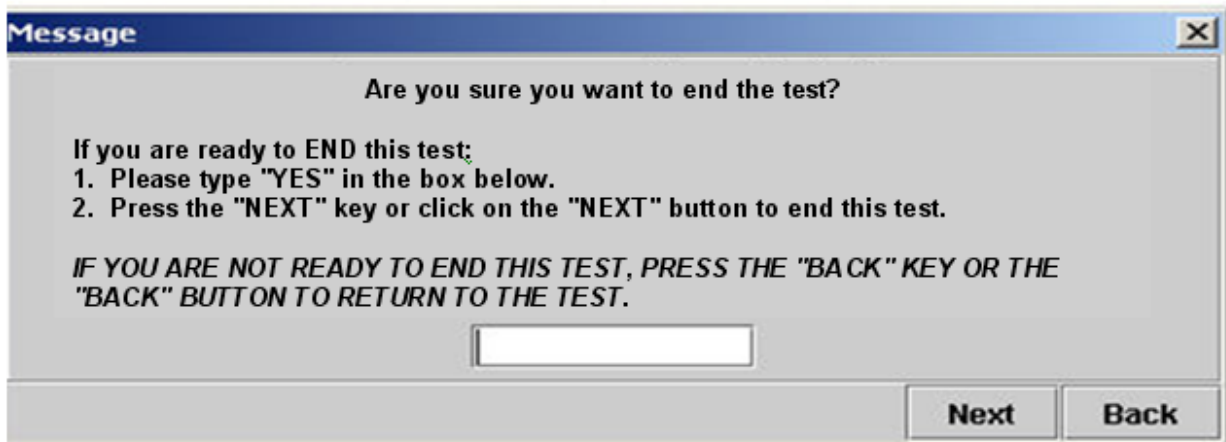 Message
Are you sure you want to end the test?
If you are ready to END this test:
1. Please type "YES" in the box below.
2. Press the "NEXT" key or click on the "NEXT" button to end this test.
IF YOU ARE NOT READY TO END THIS TEST, PRESS THE "BACK" KEY OR THE
"BACK" BUTTON TO RETURN TO THE TEST.
Next Back